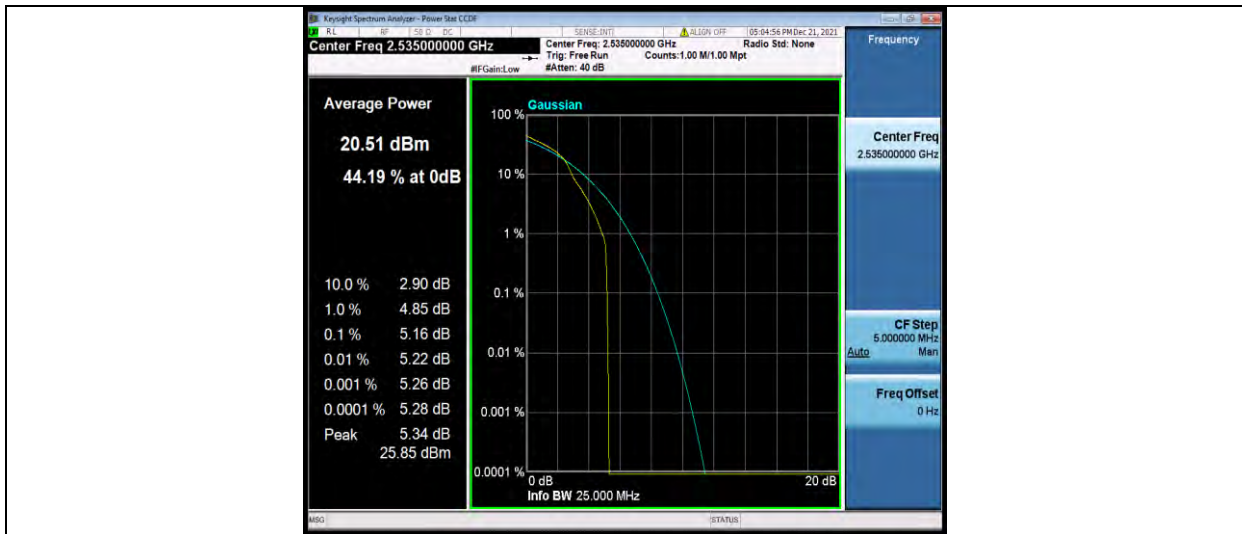 Keysight Spectrum Analyzer - Power Stat CCDF
RL RF 50 Ω DC SENSE:INT ALIGN OFF 05:04:56 PM Dec 21, 2021
Center Freq 2.535000000 GHz
Center Freq: 2.535000000 GHz Radio Std: None
Trig: Free Run Counts:1.00 M/1.00 Mpt
#IFGain:Low #Atten: 40 dB
Frequency
Average Power
20.51 dBm
44.19 % at 0dB
10.0 % 2.90 dB
1.0 % 4.85 dB
0.1 % 5.16 dB
0.01 % 5.22 dB
0.001 % 5.26 dB
0.0001 % 5.28 dB
Peak 5.34 dB
25.85 dBm
Gaussian
100 %
10 %
1 %
0.1 %
0.01 %
0.001 %
0.0001 %
0 dB 20 dB
Info BW 25.000 MHz
Center Freq
2.535000000 GHz
CF Step
5.000000 MHz
Auto Man
Freq Offset
0 Hz
MSG STATUS